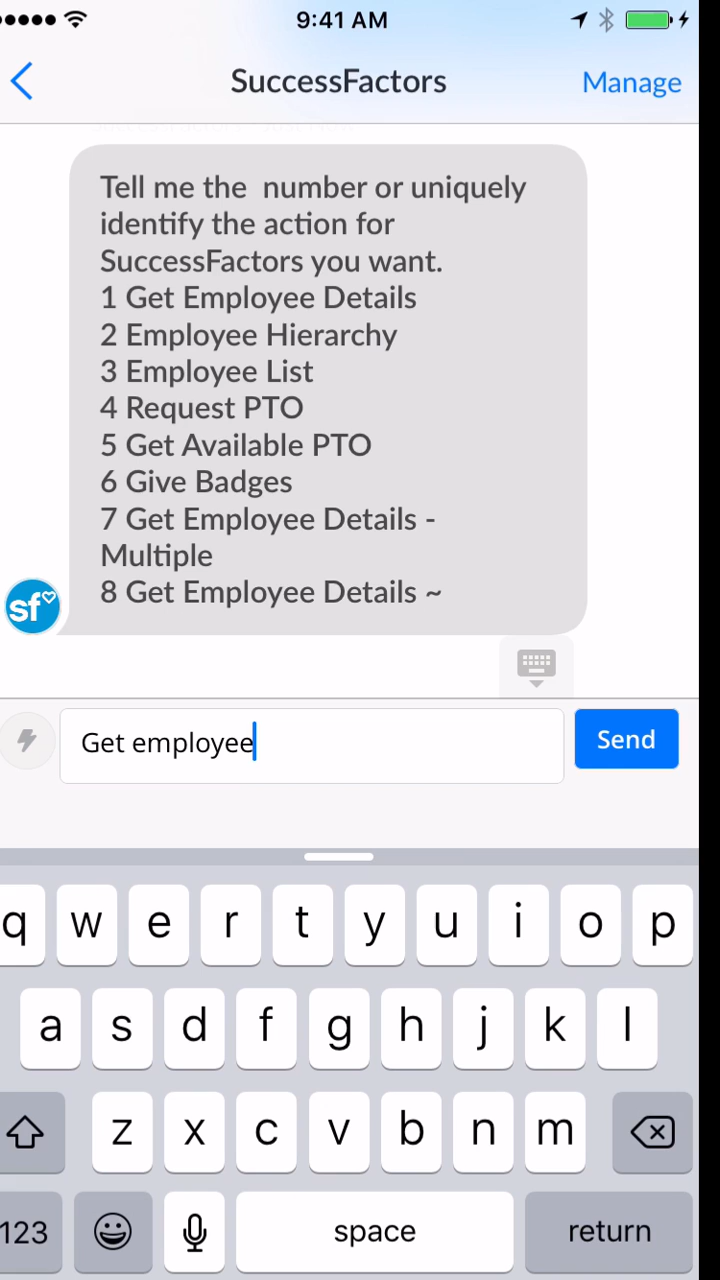 9:41 AM
SuccessFactors
Manage
Tell me the  number or uniquely
identify the action for
SuccessFactors you want.
1 Get Employee Details
2 Employee Hierarchy
3 Employee List
4 Request PTO
5 Get Available PTO
6 Give Badges
7 Get Employee Details -
Multiple
8 Get Employee Details ~
sf
Get employee
Send
q w e r t y u i o p
a s d f g h j k l
z x c v b n m
123 space return